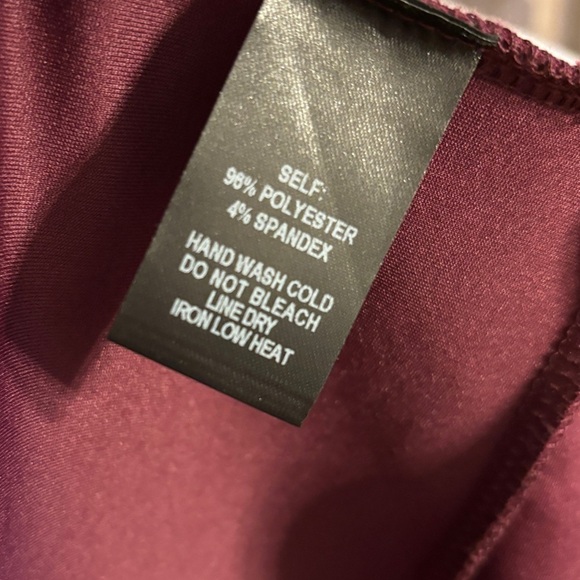 SELF:
96% POLYESTER
4% SPANDEX
HAND WASH COLD
DO NOT BLEACH
LINE DRY
IRON LOW HEAT